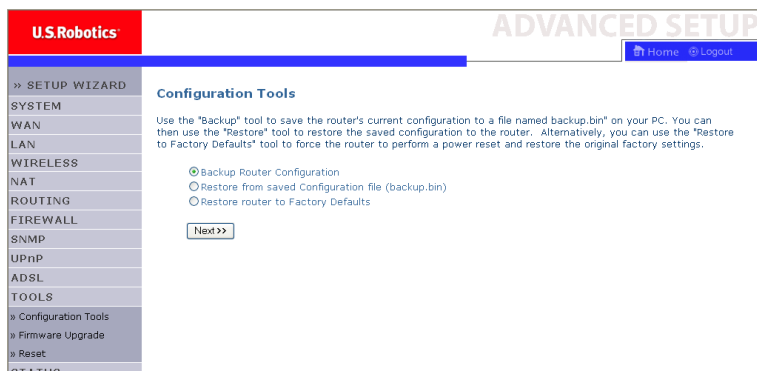 U.S.Robotics
ADVANCED SETUP
Home Logout
» SETUP WIZARD
SYSTEM
WAN
LAN
WIRELESS
NAT
ROUTING
FIREWALL
SNMP
UPnP
ADSL
TOOLS
» Configuration Tools
» Firmware Upgrade
» Reset
STATUS
Configuration Tools
Use the "Backup" tool to save the router's current configuration to a file named backup.bin" on your PC. You can
then use the "Restore" tool to restore the saved configuration to the router. Alternatively, you can use the "Restore
to Factory Defaults" tool to force the router to perform a power reset and restore the original factory settings.
Backup Router Configuration
Restore from saved Configuration file (backup.bin)
Restore router to Factory Defaults
Next >>